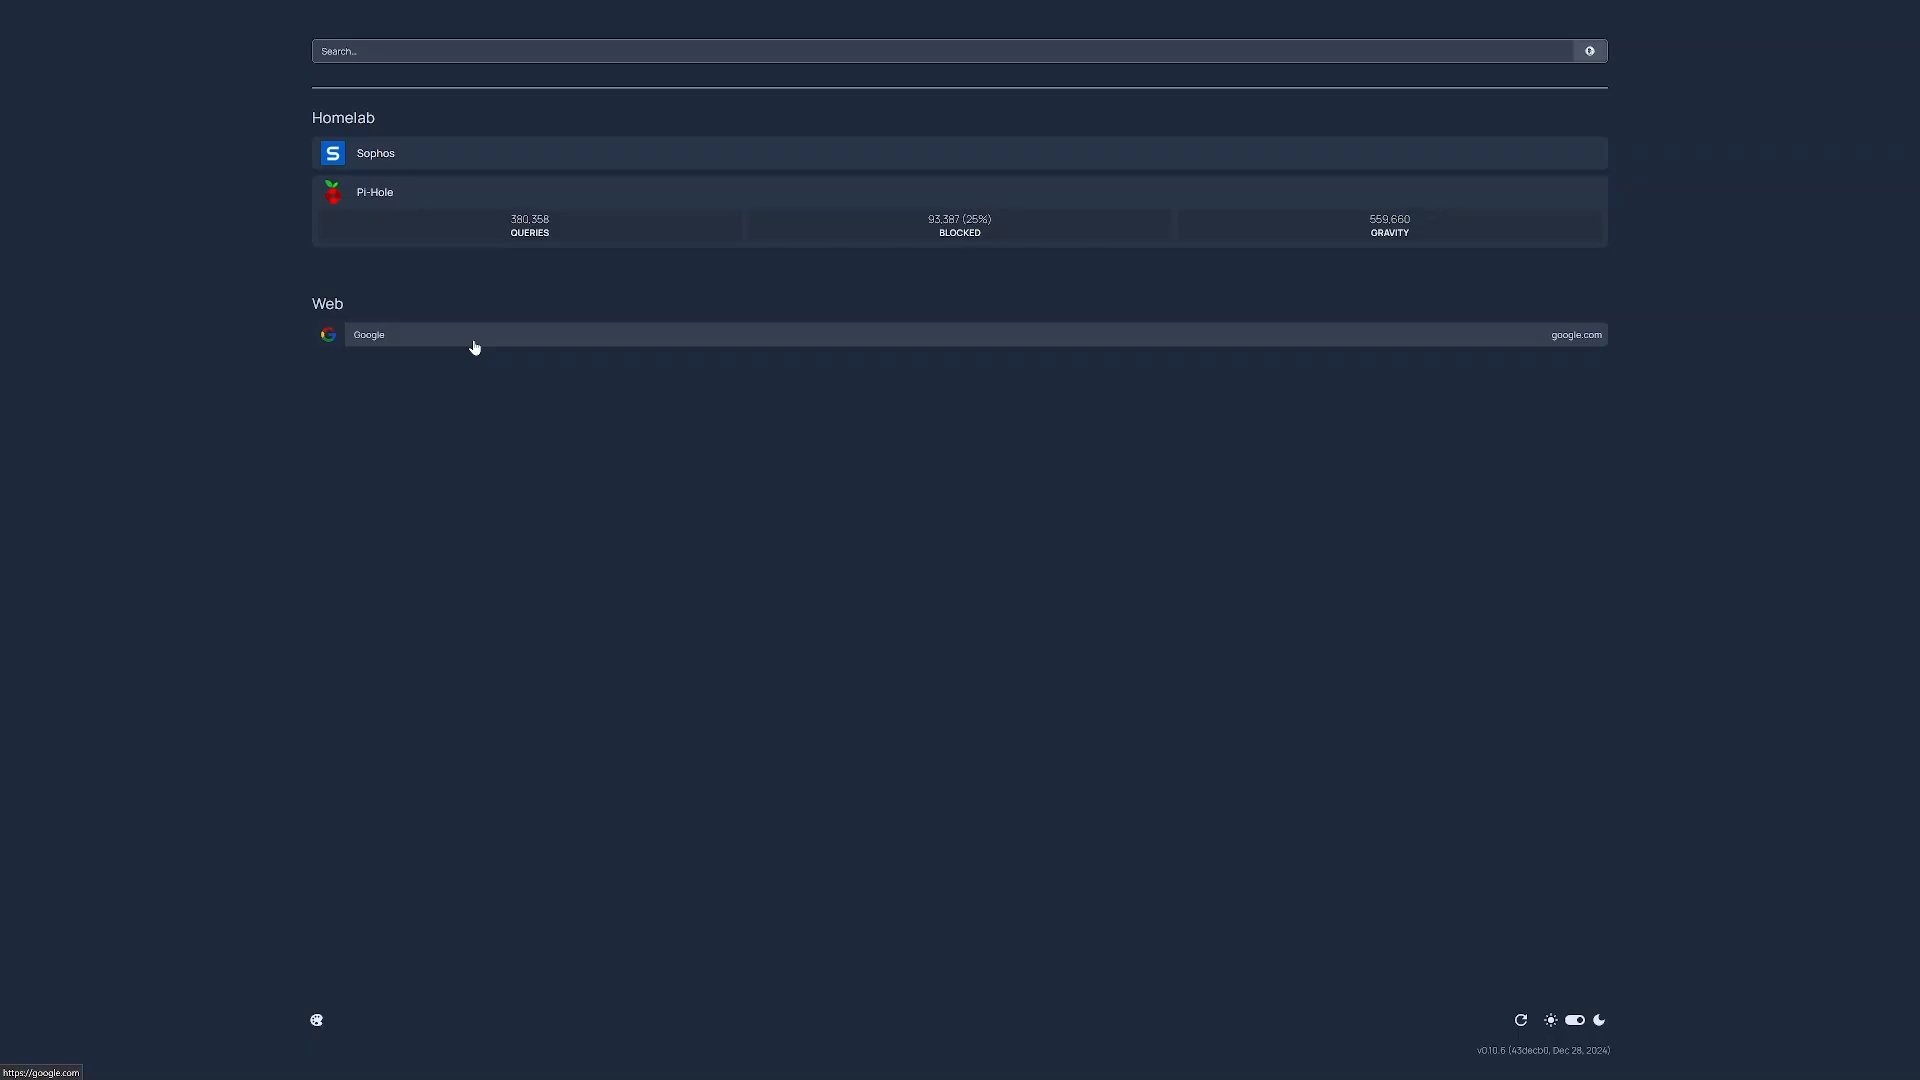 Search...
Homelab
Sophos
Pi-Hole
380,358
QUERIES
93,387 (25%)
BLOCKED
559,660
GRAVITY
Web
Google
google.com
v0.10.6 (43decb0, Dec 28, 2024)
https://google.com